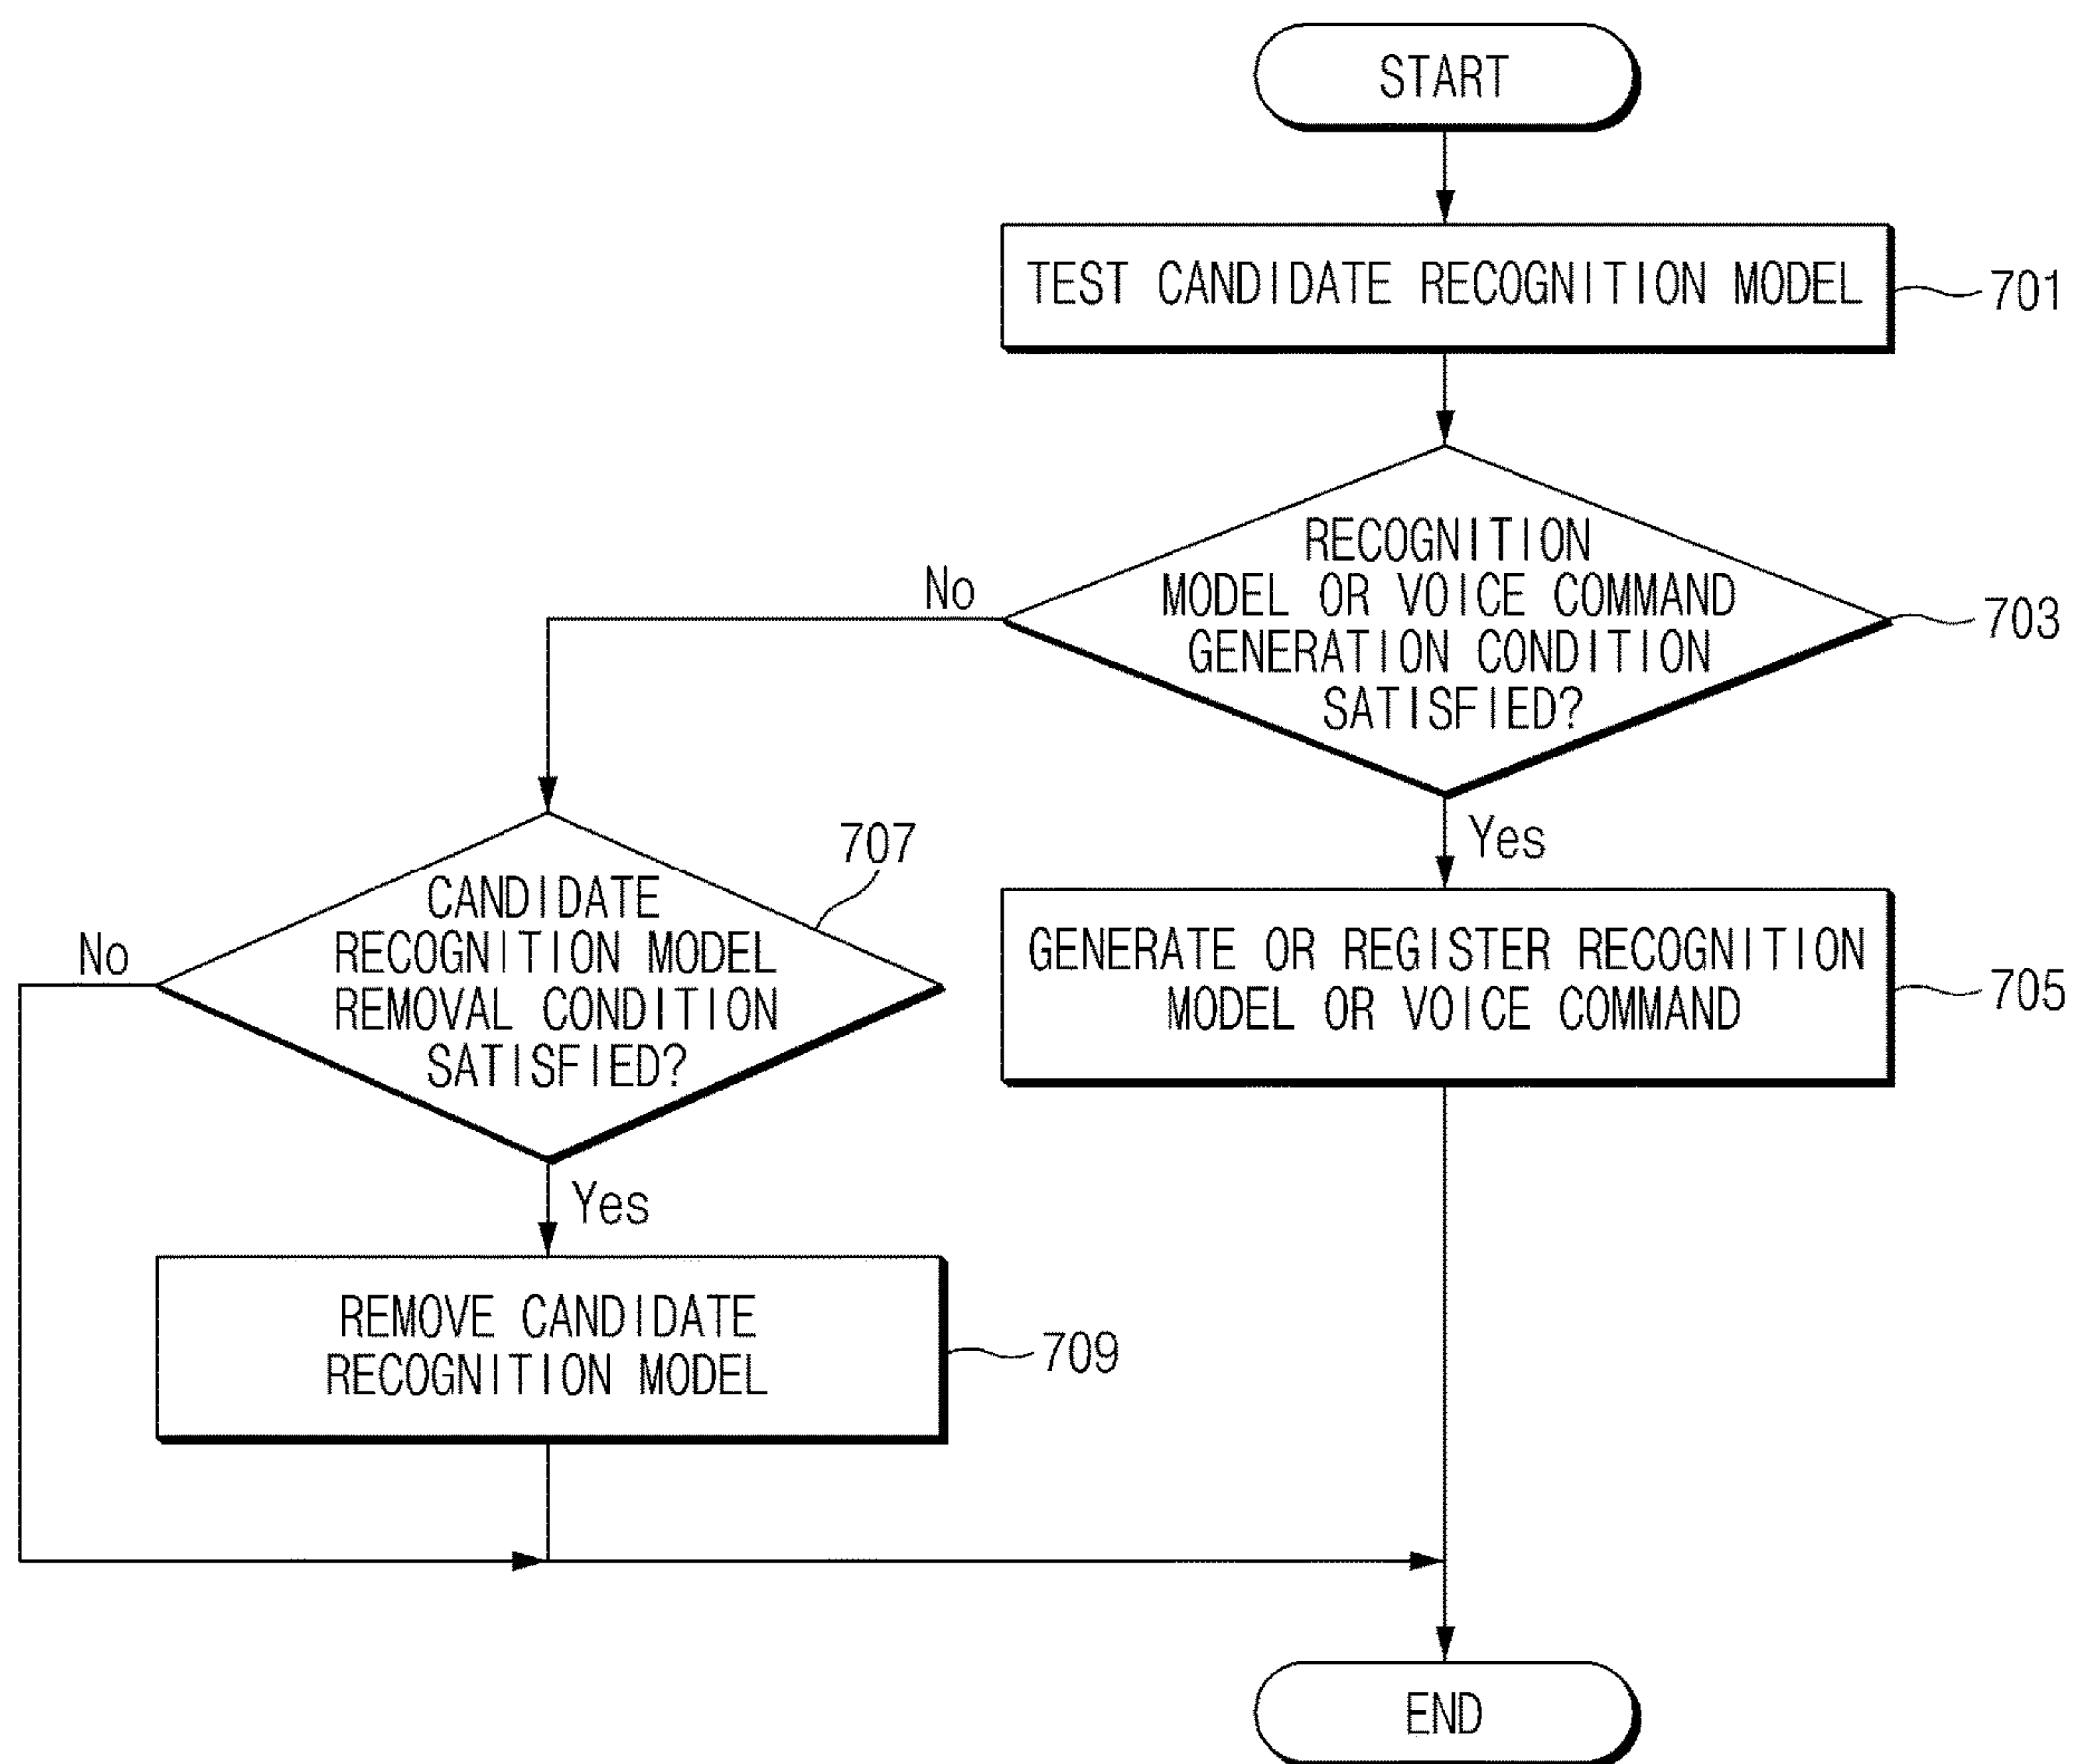 START
TEST CANDIDATE RECOGNITION MODEL
701
RECOGNITION
MODEL OR VOICE COMMAND
GENERATION CONDITION
SATISFIED?
703
No
Yes
707
CANDIDATE
RECOGNITION MODEL
REMOVAL CONDITION
SATISFIED?
No
GENERATE OR REGISTER RECOGNITION
MODEL OR VOICE COMMAND
705
Yes
REMOVE CANDIDATE
RECOGNITION MODEL
709
END